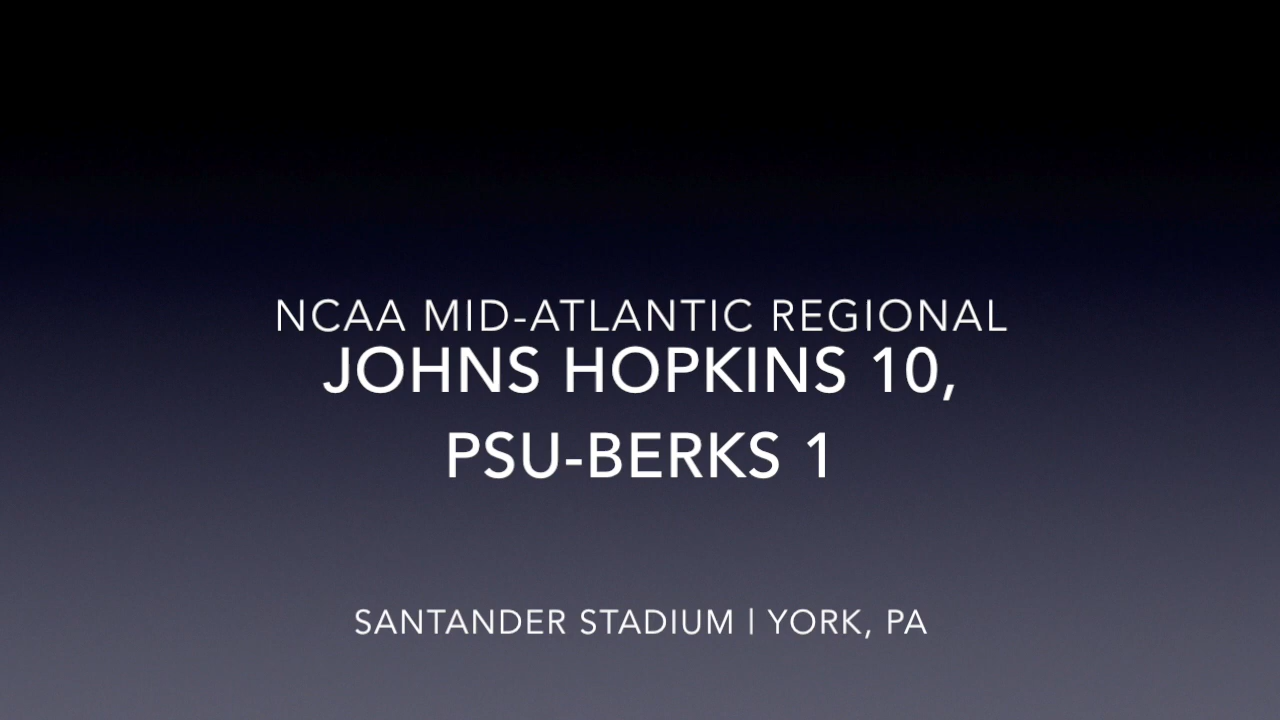 NCAA MID-ATLANTIC REGIONAL
JOHNS HOPKINS 10,
PSU-BERKS 1
SANTANDER STADIUM | YORK, PA